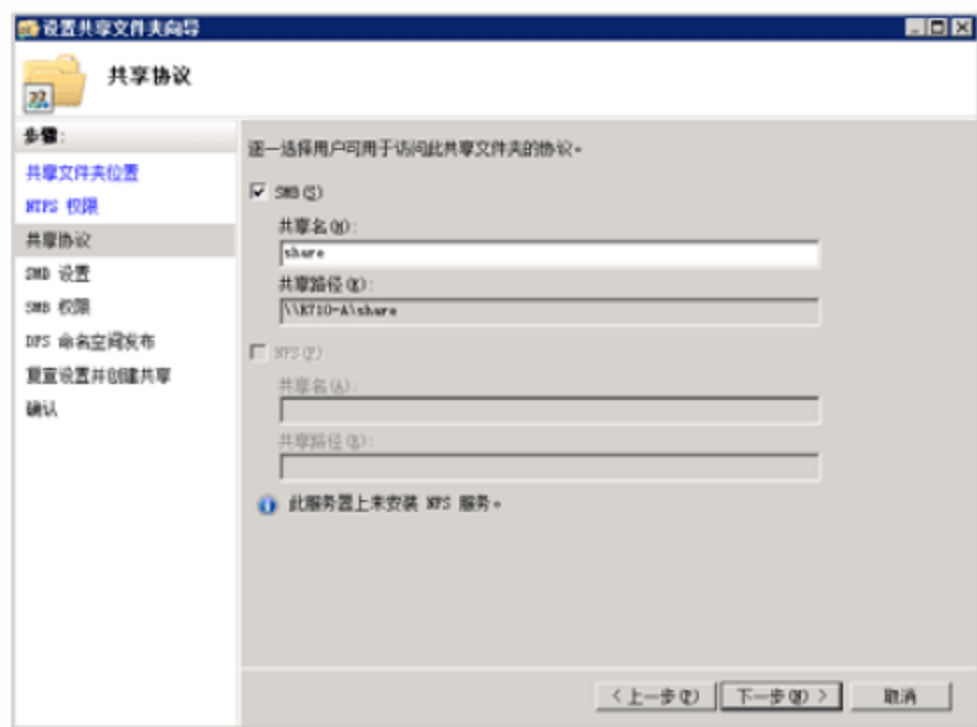 设置共享文件夹向导
共享协议
步骤:
共享文件夹位置
NTFS 权限
共享协议
SMB 设置
SMB 权限
DFS 命名空间发布
复查设置并创建共享
确认
逐一选择用户可用于访问此共享文件夹的协议。
SMB(S)
共享名(M):
share
共享路径(K):
\\R710-A\share
NFS(F)
共享名(A):
共享路径(R):
此服务器上未安装 NFS 服务。
< 上一步(P)
下一步(N) >
取消